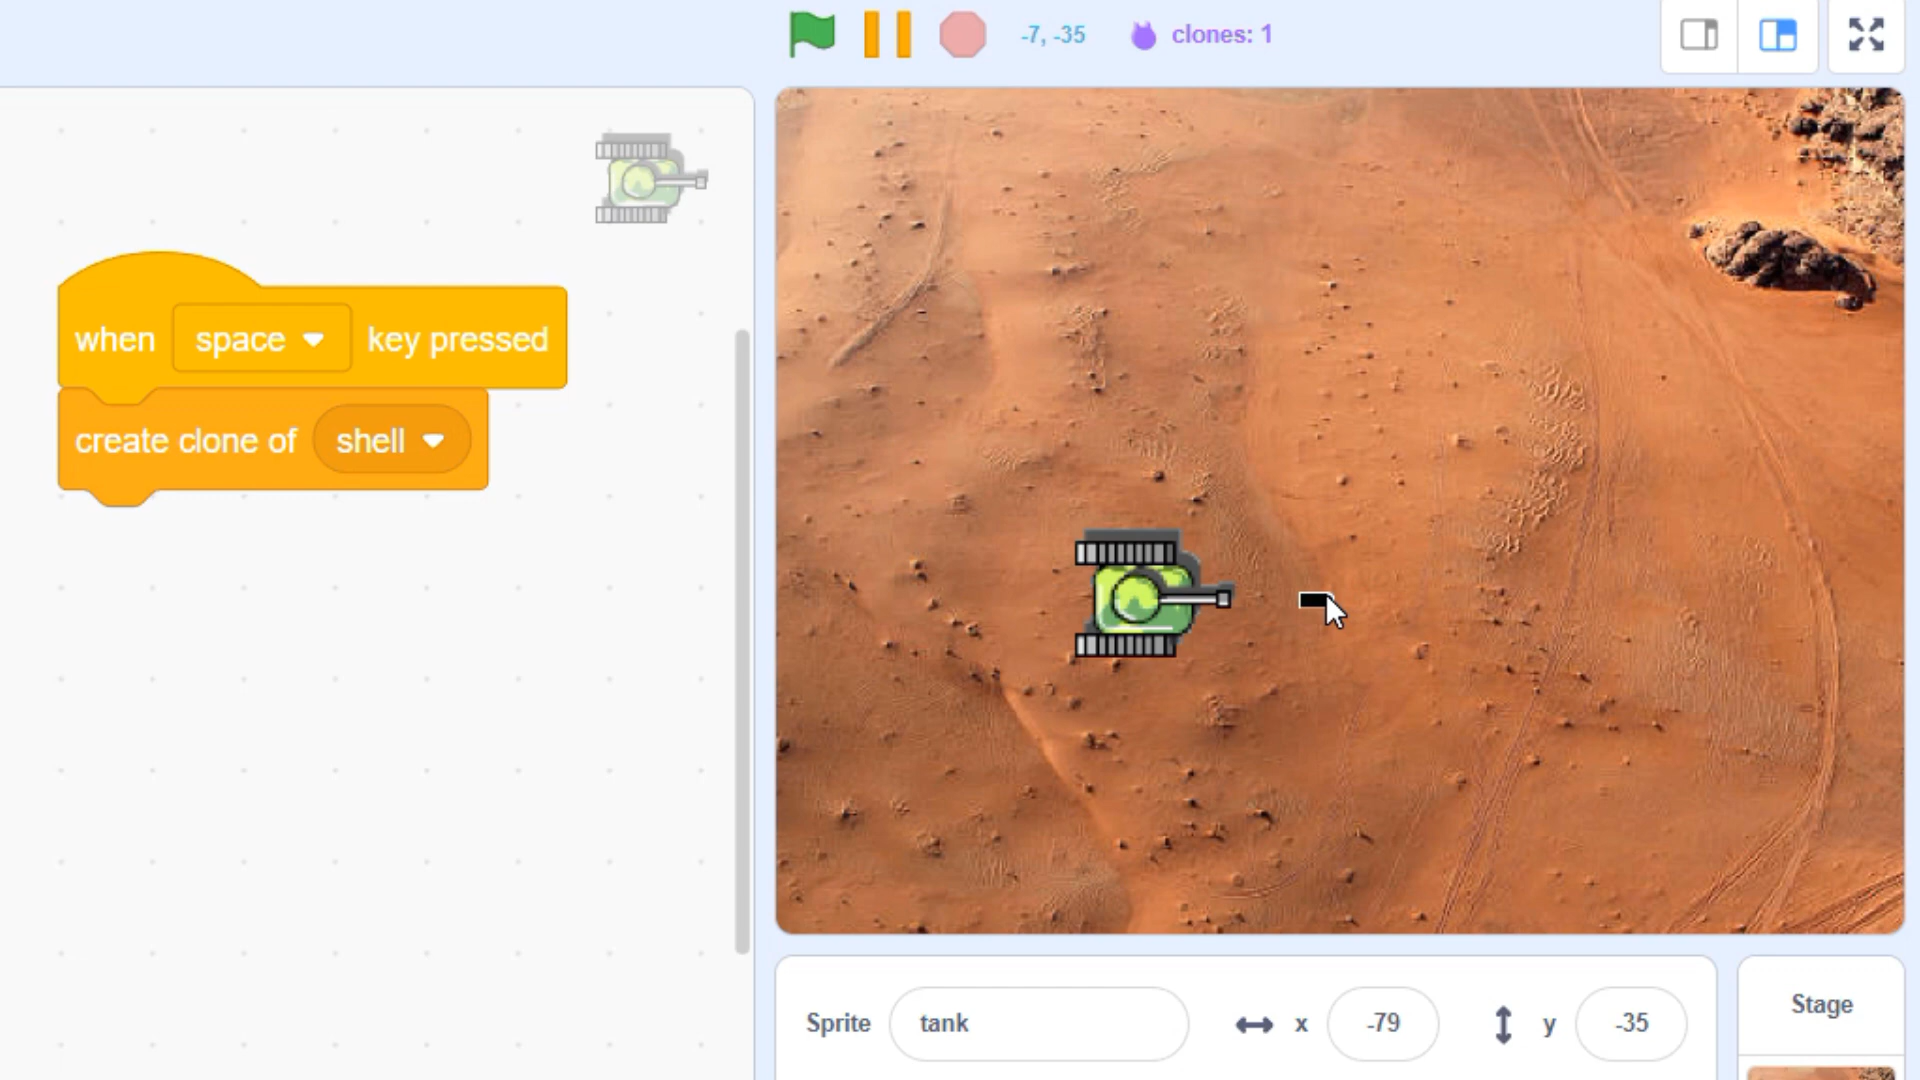 -7, -35
clones: 1
when space key pressed
create clone of shell
Sprite tank x -79 y -35
Stage